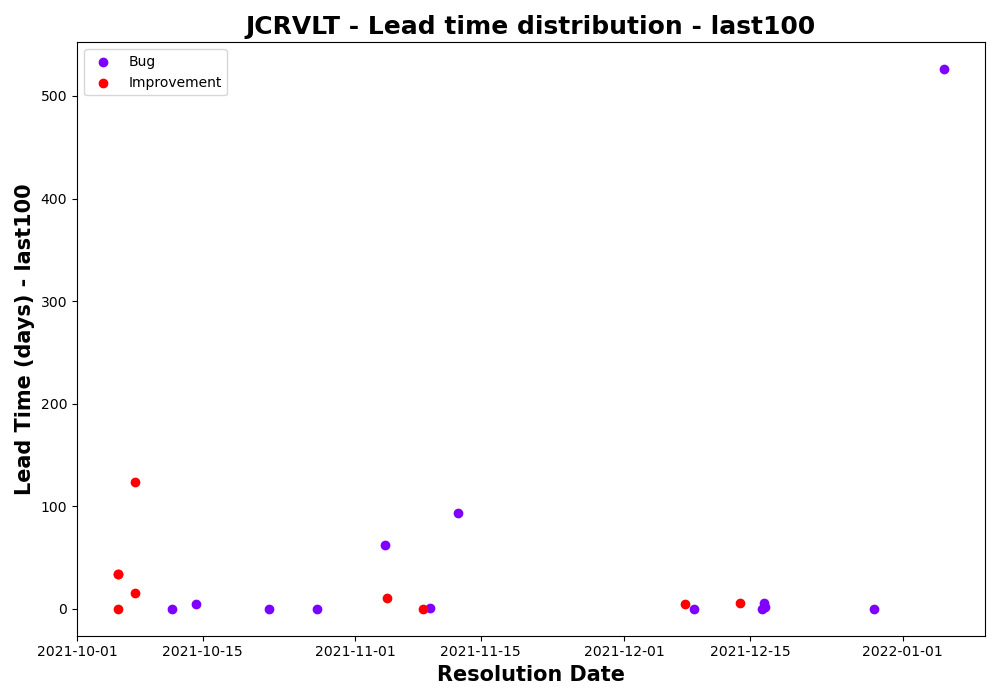 JCRVLT - Lead time distribution - last100
Bug
Improvement
Lead Time (days) - last100
500
400
300
200
100
0
2021-10-01
2021-10-15
2021-11-01
2021-11-15
2021-12-01
2021-12-15
2022-01-01
Resolution Date